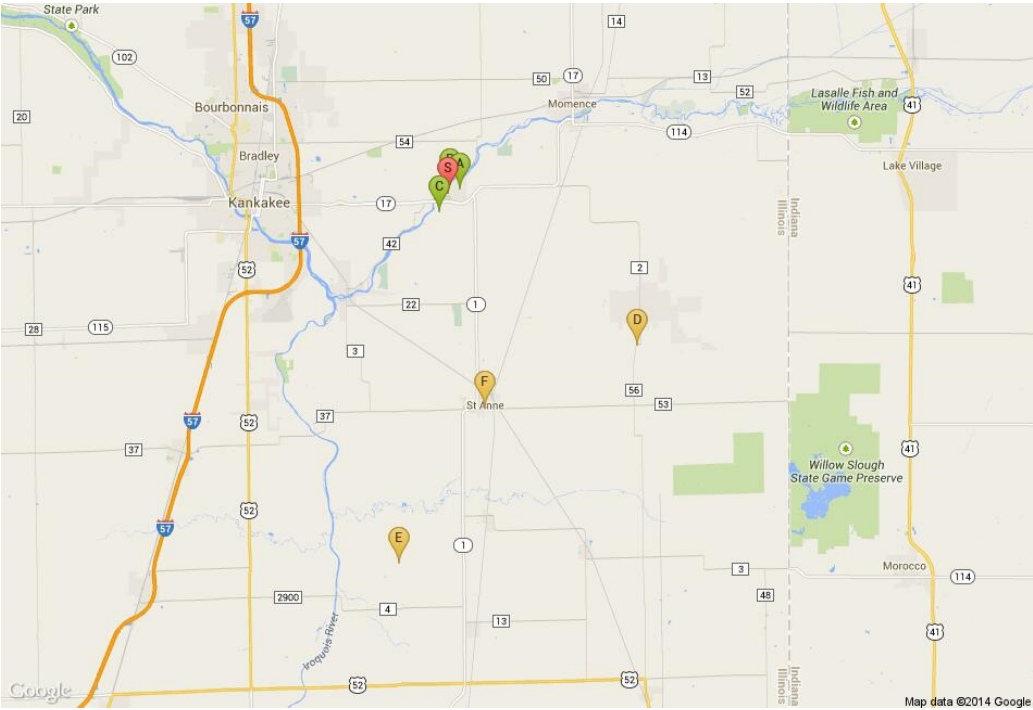 State Park
57
14
102
50
17
13
Bourbonnais
Momence
52
Lasalle Fish and
Wildlife Area
41
20
54
114
Bradley
A
S
C
Lake Village
Kankakee
17
Indiana
Illinois
57
42
52
2
41
22
1
28
115
D
3
F
56
St Anne
53
37
57
52
37
41
Willow Slough
State Game Preserve
52
57
E
1
Morocco
3
114
2900
4
48
13
41
Iroquois River
52
52
Indiana
Illinois
Google
Map data ©2014 Google